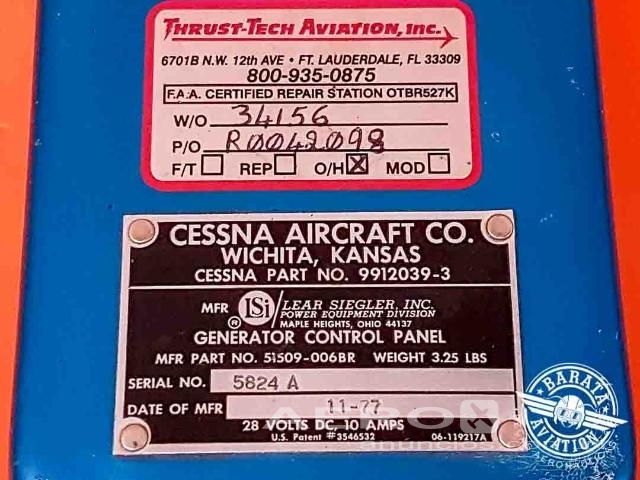 THRUST-TECH AVIATION, INC.
6701B N.W. 12th AVE • FT. LAUDERDALE, FL 33309
800-935-0875
F.A.A. CERTIFIED REPAIR STATION OTBR527K
W/O 34156
P/O R0042098
F/T REP O/H X MOD
CESSNA AIRCRAFT CO.
WICHITA, KANSAS
CESSNA PART NO. 9912039-3
MFR LSi LEAR SIEGLER, INC.
® POWER EQUIPMENT DIVISION
MAPLE HEIGHTS, OHIO 44137
GENERATOR CONTROL PANEL
MFR PART NO. 51509-006BR WEIGHT 3.25 LBS
SERIAL NO. 5824 A
DATE OF MFR 11-77
28 VOLTS DC, 10 AMPS
U.S. Patent #3546532 06-119217A
BARATA
AVIATION
anúncios